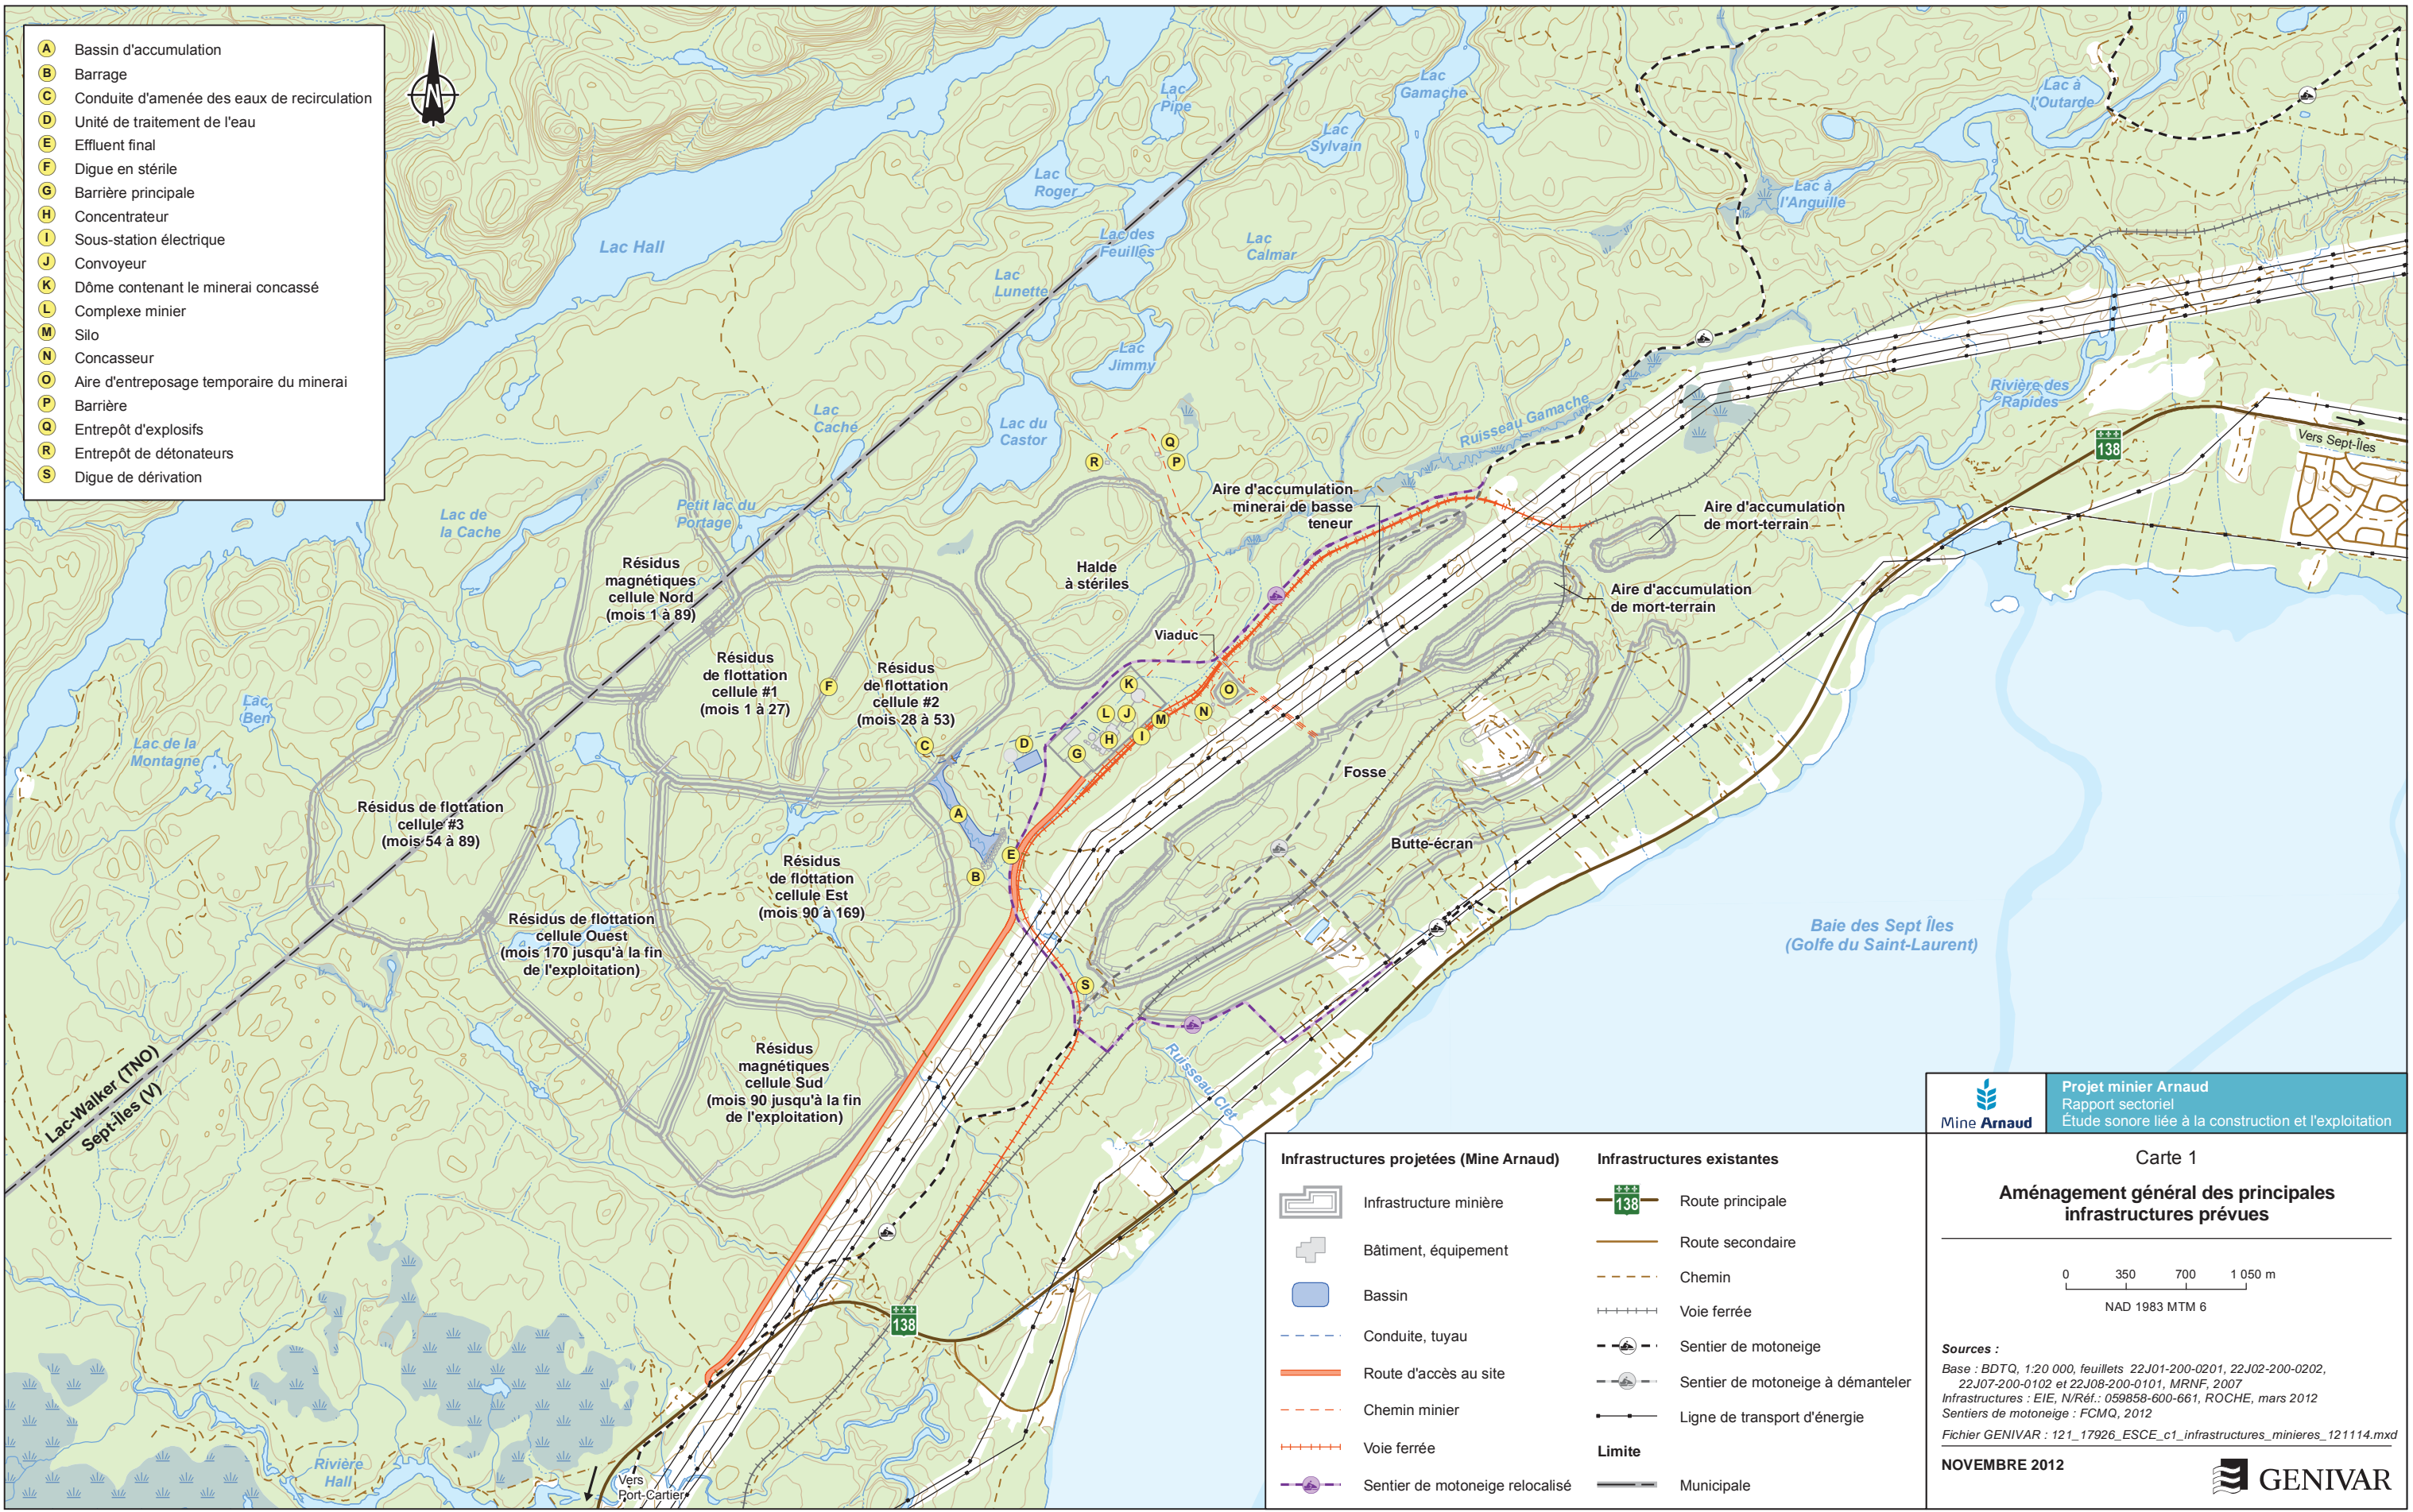 A Bassin d'accumulation
B Barrage
C Conduite d'amenée des eaux de recirculation
D Unité de traitement de l'eau
E Effluent final
F Digue en stérile
G Barrière principale
H Concentrateur
I Sous-station électrique
J Convoyeur
K Dôme contenant le minerai concassé
L Complexe minier
M Silo
N Concasseur
O Aire d'entreposage temporaire du minerai
P Barrière
Q Entrepôt d'explosifs
R Entrepôt de détonateurs
S Digue de dérivation
N
Lac
Pipe
Lac
Gamache
Lac
Sylvain
Lac à
l'Outarde
Lac
Roger
Lac à
l'Anguille
Lac Hall
Lac des
Feuilles
Lac
Calmar
Lac
Lunette
Lac
Jimmy
Rivière des
Rapides
Lac
Caché
Lac du
Castor
Ruisseau Gamache
138
Vers Sept-Îles
Q
R
P
Lac de
la Cache
Petit lac du
Portage
Aire d'accumulation
minerai de basse
teneur
Aire d'accumulation
de mort-terrain
Résidus
magnétiques
cellule Nord
(mois 1 à 89)
Halde
à stériles
Aire d'accumulation
de mort-terrain
Viaduc
Résidus
de flottation
cellule #1
(mois 1 à 27)
F
Résidus
de flottation
cellule #2
(mois 28 à 53)
K
O
L
J
M
N
Lac
Ben
Lac de la
Montagne
C
D
G
H
I
Fosse
Résidus de flottation
cellule #3
(mois 54 à 89)
A
E
B
Butte-écran
Résidus
de flottation
cellule Est
(mois 90 à 169)
Résidus de flottation
cellule Ouest
(mois 170 jusqu'à la fin
de l'exploitation)
Baie des Sept Îles
(Golfe du Saint-Laurent)
S
Résidus
magnétiques
cellule Sud
(mois 90 jusqu'à la fin
de l'exploitation)
Ruisseau Clet
Lac-Walker (TNO)
Sept-Îles (V)
138
Rivière
Hall
Vers
Port-Cartier
Infrastructures projetées (Mine Arnaud)
Infrastructure minière
Bâtiment, équipement
Bassin
Conduite, tuyau
Route d'accès au site
Chemin minier
Voie ferrée
Sentier de motoneige relocalisé
Infrastructures existantes
138 Route principale
Route secondaire
Chemin
Voie ferrée
Sentier de motoneige
Sentier de motoneige à démanteler
Ligne de transport d'énergie
Limite
Municipale
Mine Arnaud
Projet minier Arnaud
Rapport sectoriel
Étude sonore liée à la construction et l'exploitation
Carte 1
Aménagement général des principales
infrastructures prévues
0 350 700 1 050 m
NAD 1983 MTM 6
Sources :
Base : BDTQ, 1:20 000, feuillets 22J01-200-0201, 22J02-200-0202,
22J07-200-0102 et 22J08-200-0101, MRNF, 2007
Infrastructures : EIE, N/Réf.: 059858-600-661, ROCHE, mars 2012
Sentiers de motoneige : FCMQ, 2012
Fichier GENIVAR : 121_17926_ESCE_c1_infrastructures_minieres_121114.mxd
NOVEMBRE 2012
GENIVAR